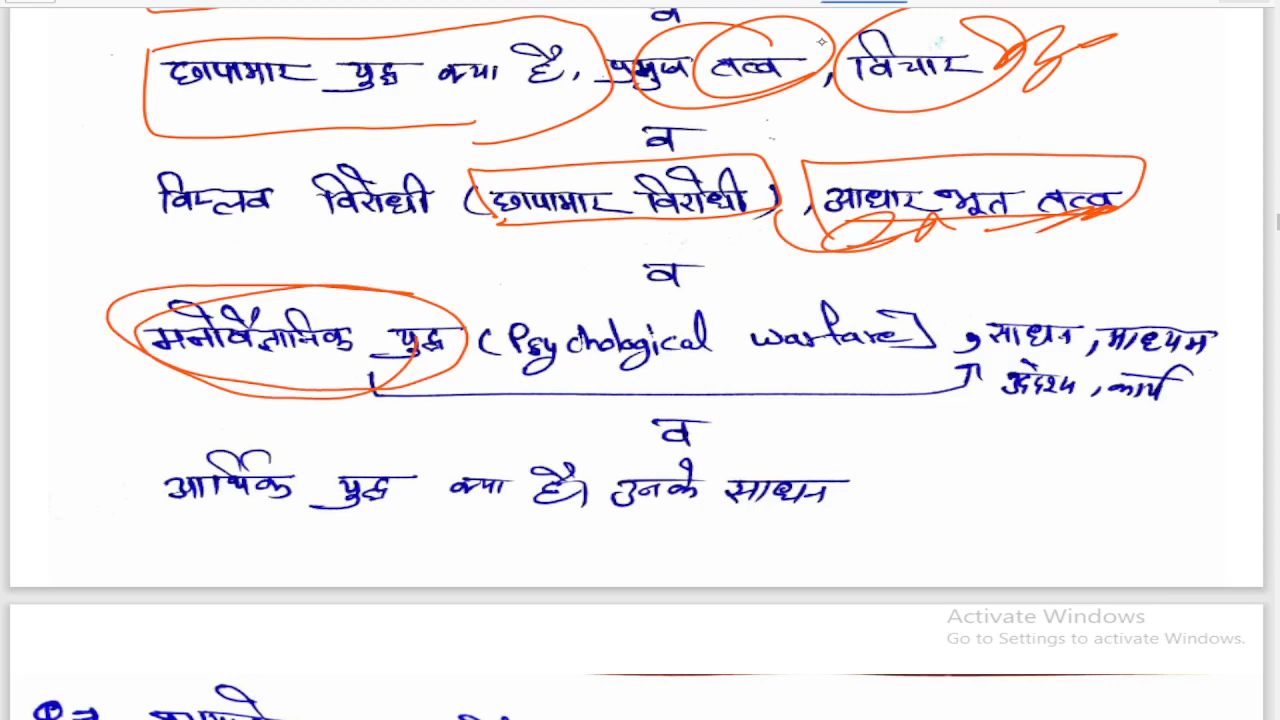 व
छापामार युद्ध क्या है, प्रमुख तत्व, विचार
व
विप्लव विरोधी (छापामार विरोधी), आधारभूत तत्व
व
मनोवैज्ञानिक युद्ध (Psychological warfare), साधन, माध्यम
उद्देश्य, कार्य
व
आर्थिक युद्ध क्या है, उनके साधन
Activate Windows
Go to Settings to activate Windows.